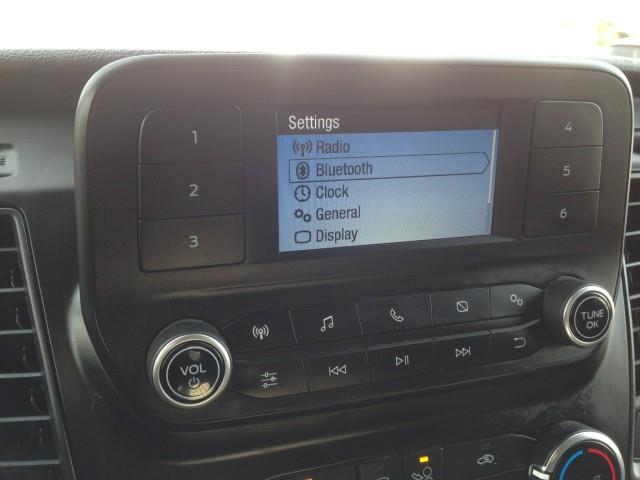 Settings
Radio
Bluetooth
Clock
General
Display
1
2
3
4
5
6
VOL
TUNE
OK